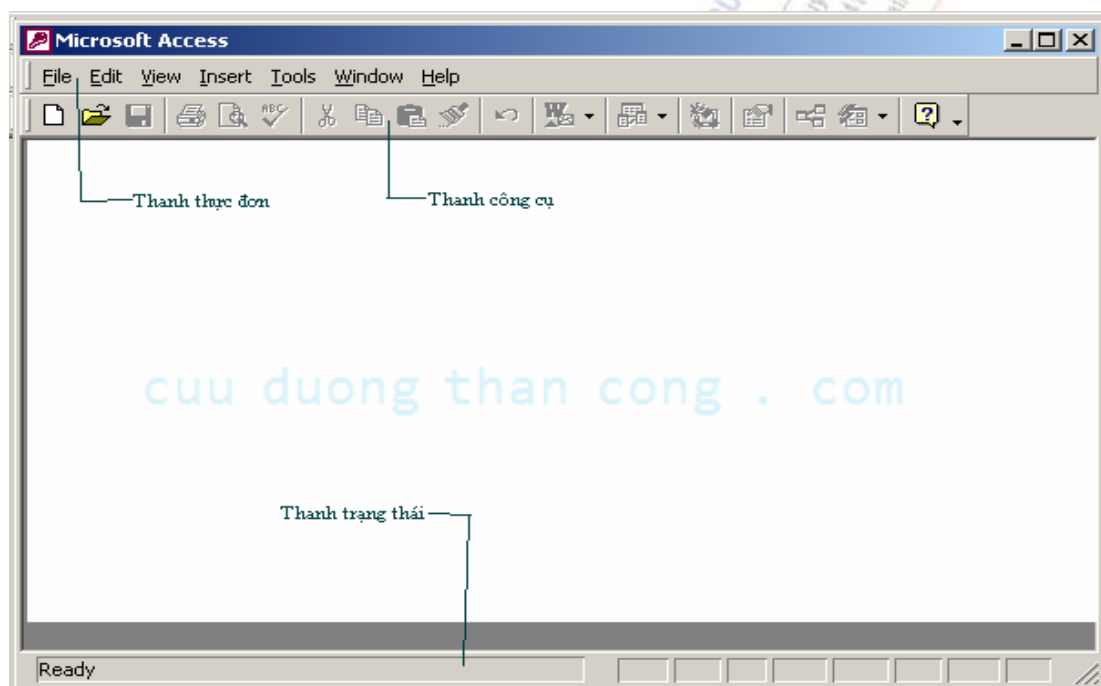 Microsoft Access
File Edit View Insert Tools Window Help
Thanh thực đơn
Thanh công cụ
cuu duong than cong . com
Thanh trạng thái
Ready